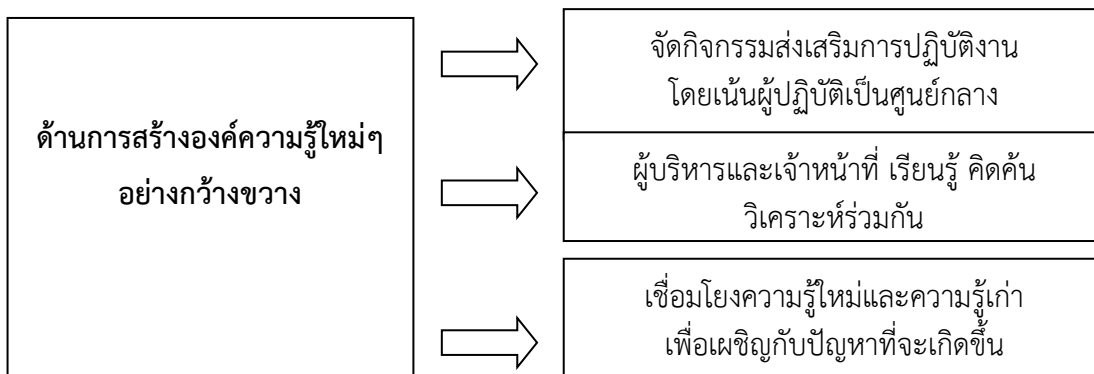 ด้านการสร้างองค์ความรู้ใหม่ๆ
อย่างกว้างขวาง
จัดกิจกรรมส่งเสริมการปฏิบัติงาน
โดยเน้นผู้ปฏิบัติเป็นศูนย์กลาง
ผู้บริหารและเจ้าหน้าที่ เรียนรู้ คิดค้น
วิเคราะห์ร่วมกัน
เชื่อมโยงความรู้ใหม่และความรู้เก่า
เพื่อเผชิญกับปัญหาที่จะเกิดขึ้น